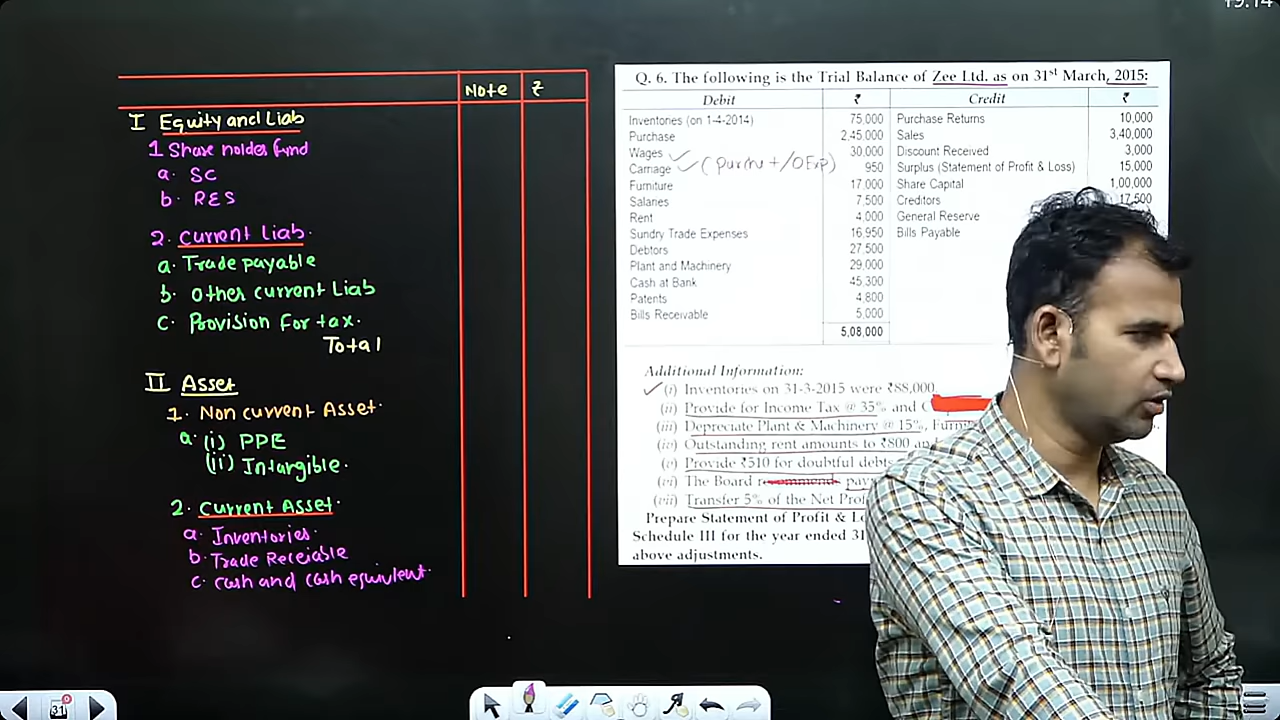 19:14
Note ₹
I Equity and Liab
1 Share holder fund
a. SC
b. RES
2. Current Liab.
a. Trade payable
b. other current Liab
c. Provision for tax.
Total
II Asset
1. Non current Asset.
a. (i) PPE
(ii) Intangible.
2. Current Asset.
a. Inventories.
b. Trade Receiable
c. cash and cash equivlent.
Q. 6. The following is the Trial Balance of Zee Ltd. as on 31st March, 2015:
Debit ₹ Credit ₹
Inventories (on 1-4-2014) 75,000 Purchase Returns 10,000
Purchase 2,45,000 Sales 3,40,000
Wages 30,000 Discount Received 3,000
Carriage (purch +/O Exp) 950 Surplus (Statement of Profit & Loss) 15,000
Furniture 17,000 Share Capital 1,00,000
Salaries 7,500 Creditors 17,500
Rent 4,000 General Reserve
Sundry Trade Expenses 16,950 Bills Payable
Debtors 27,500
Plant and Machinery 29,000
Cash at Bank 45,300
Patents 4,800
Bills Receivable 5,000
5,08,000
Additional Information:
(i) Inventories on 31-3-2015 were ₹88,000.
(ii) Provide for Income Tax @ 35% and
(iii) Depreciate Plant & Machinery @ 15%,
(iv) Outstanding rent amounts to ₹800
(v) Provide ₹510 for doubtful debts
(vi) The Board
(vii) Transfer 5% of the Net
Prepare Statement of Profit &
Schedule III for the year ended 31
above adjustments.
31